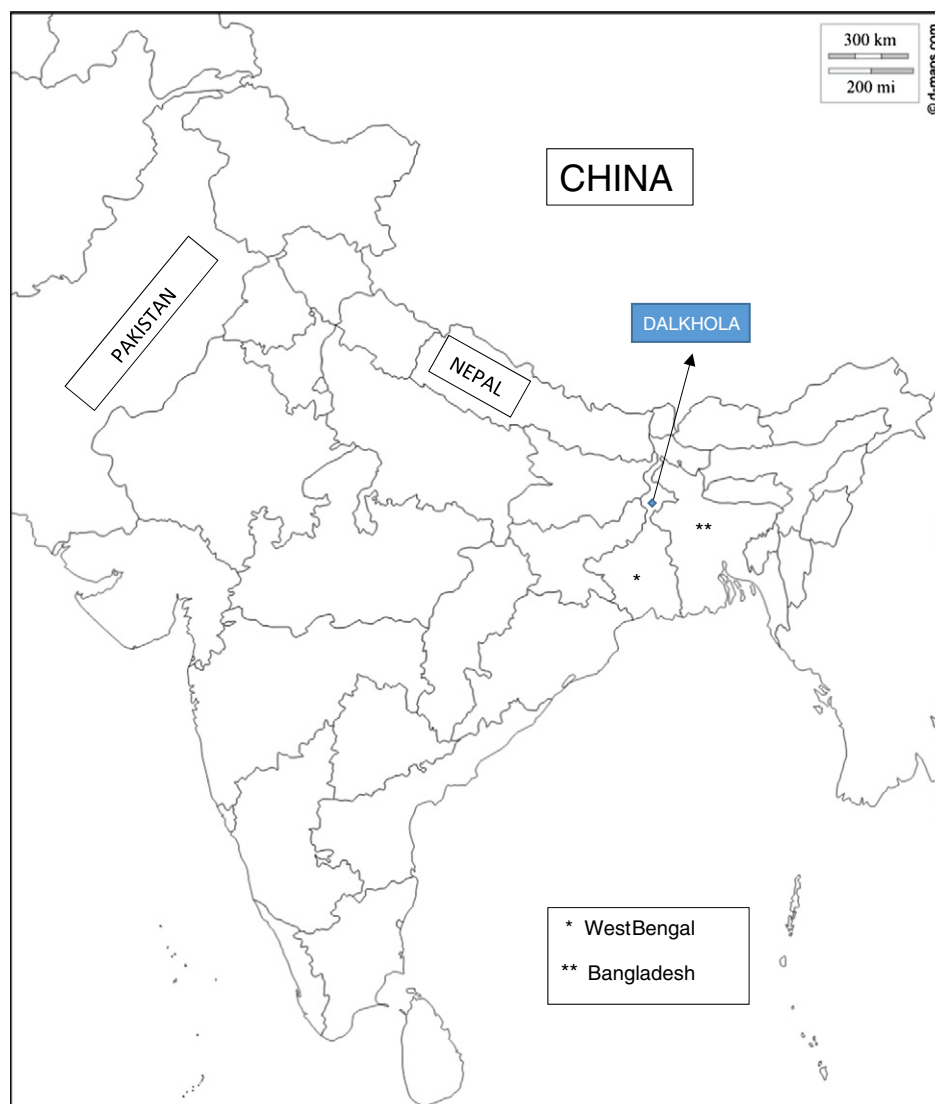 300 km
200 mi
© d-maps.com
CHINA
PAKISTAN
DALKHOLA
NEPAL
**
*
* WestBengal
** Bangladesh